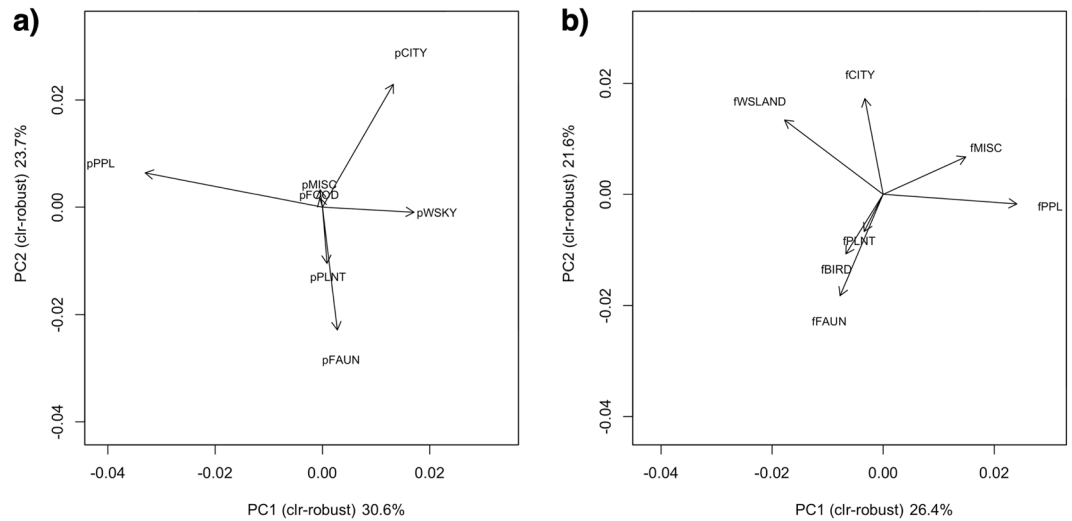 a)
pCITY
pPPL
pMISC
pFOOD
pWSKY
pPLNT
pFAUN
0.02
0.00
-0.02
-0.04
PC2 (clr-robust) 23.7%
-0.04 -0.02 0.00 0.02
PC1 (clr-robust) 30.6%
b)
fCITY
fWSLAND
fMISC
fPPL
fPLNT
fBIRD
fFAUN
0.02
0.00
-0.02
-0.04
PC2 (clr-robust) 21.6%
-0.04 -0.02 0.00 0.02
PC1 (clr-robust) 26.4%